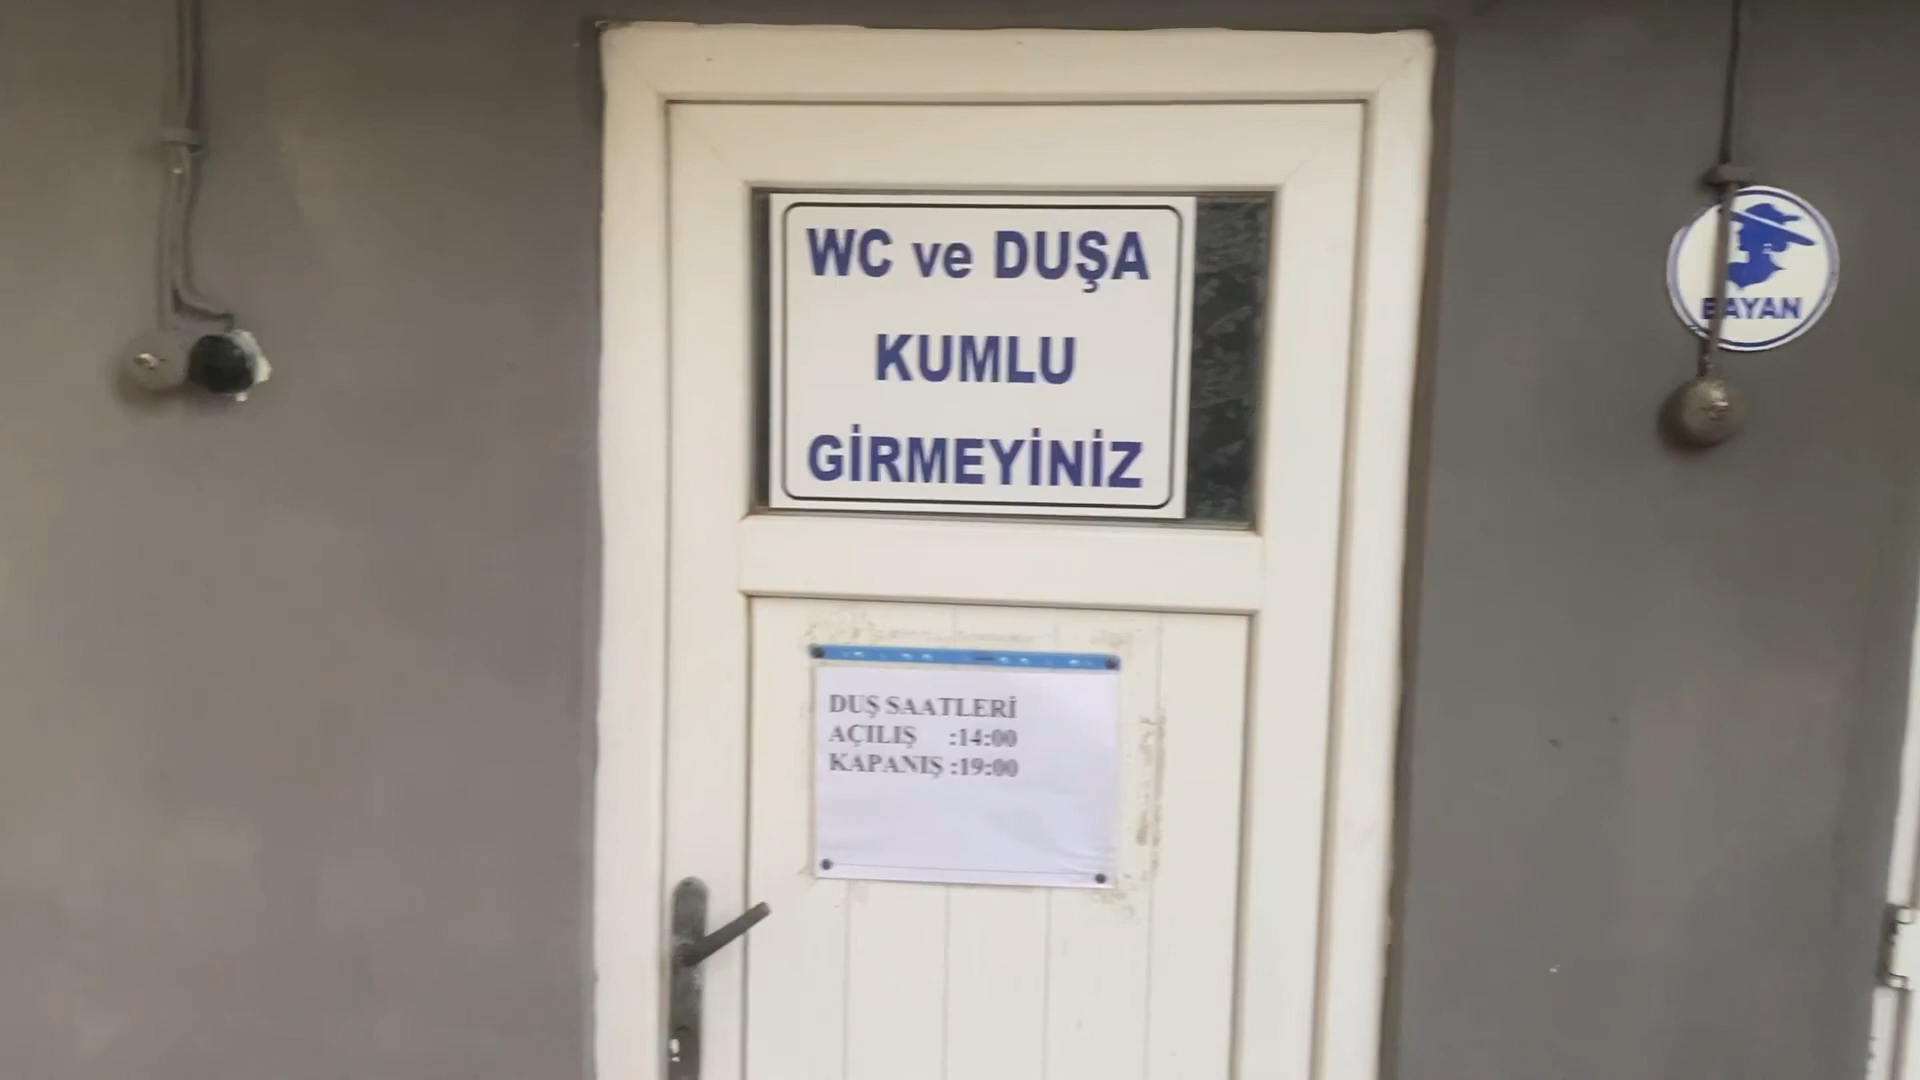 WC ve DUŞA
KUMLU
GİRMEYİNİZ
BAYAN
DUŞ SAATLERİ
AÇILIŞ :14:00
KAPANIŞ :19:00